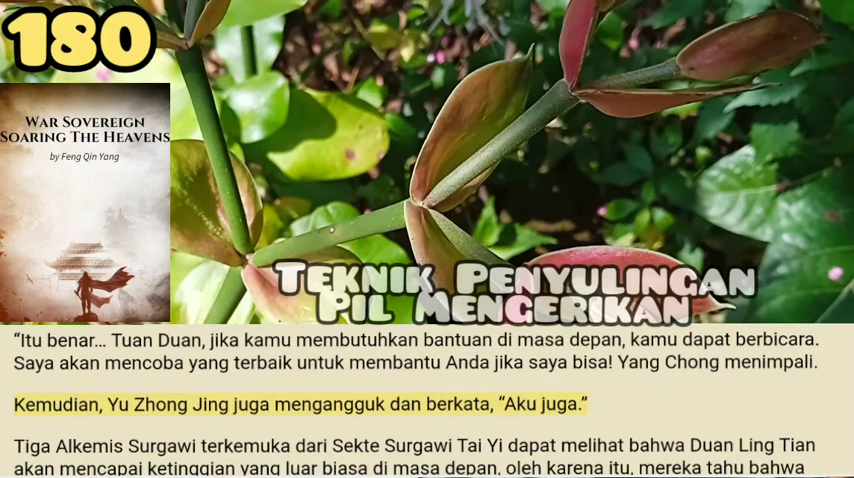 180
WAR SOVEREIGN
SOARING THE HEAVENS
by Feng Qin Yang
TEKNIK PENYULINGAN
PIL MENGERIKAN
“Itu benar... Tuan Duan, jika kamu membutuhkan bantuan di masa depan, kamu dapat berbicara.
Saya akan mencoba yang terbaik untuk membantu Anda jika saya bisa! Yang Chong menimpali.
Kemudian, Yu Zhong Jing juga mengangguk dan berkata, “Aku juga.”
Tiga Alkemis Surgawi terkemuka dari Sekte Surgawi Tai Yi dapat melihat bahwa Duan Ling Tian
akan mencapai ketinggian yang luar biasa di masa depan, oleh karena itu, mereka tahu bahwa